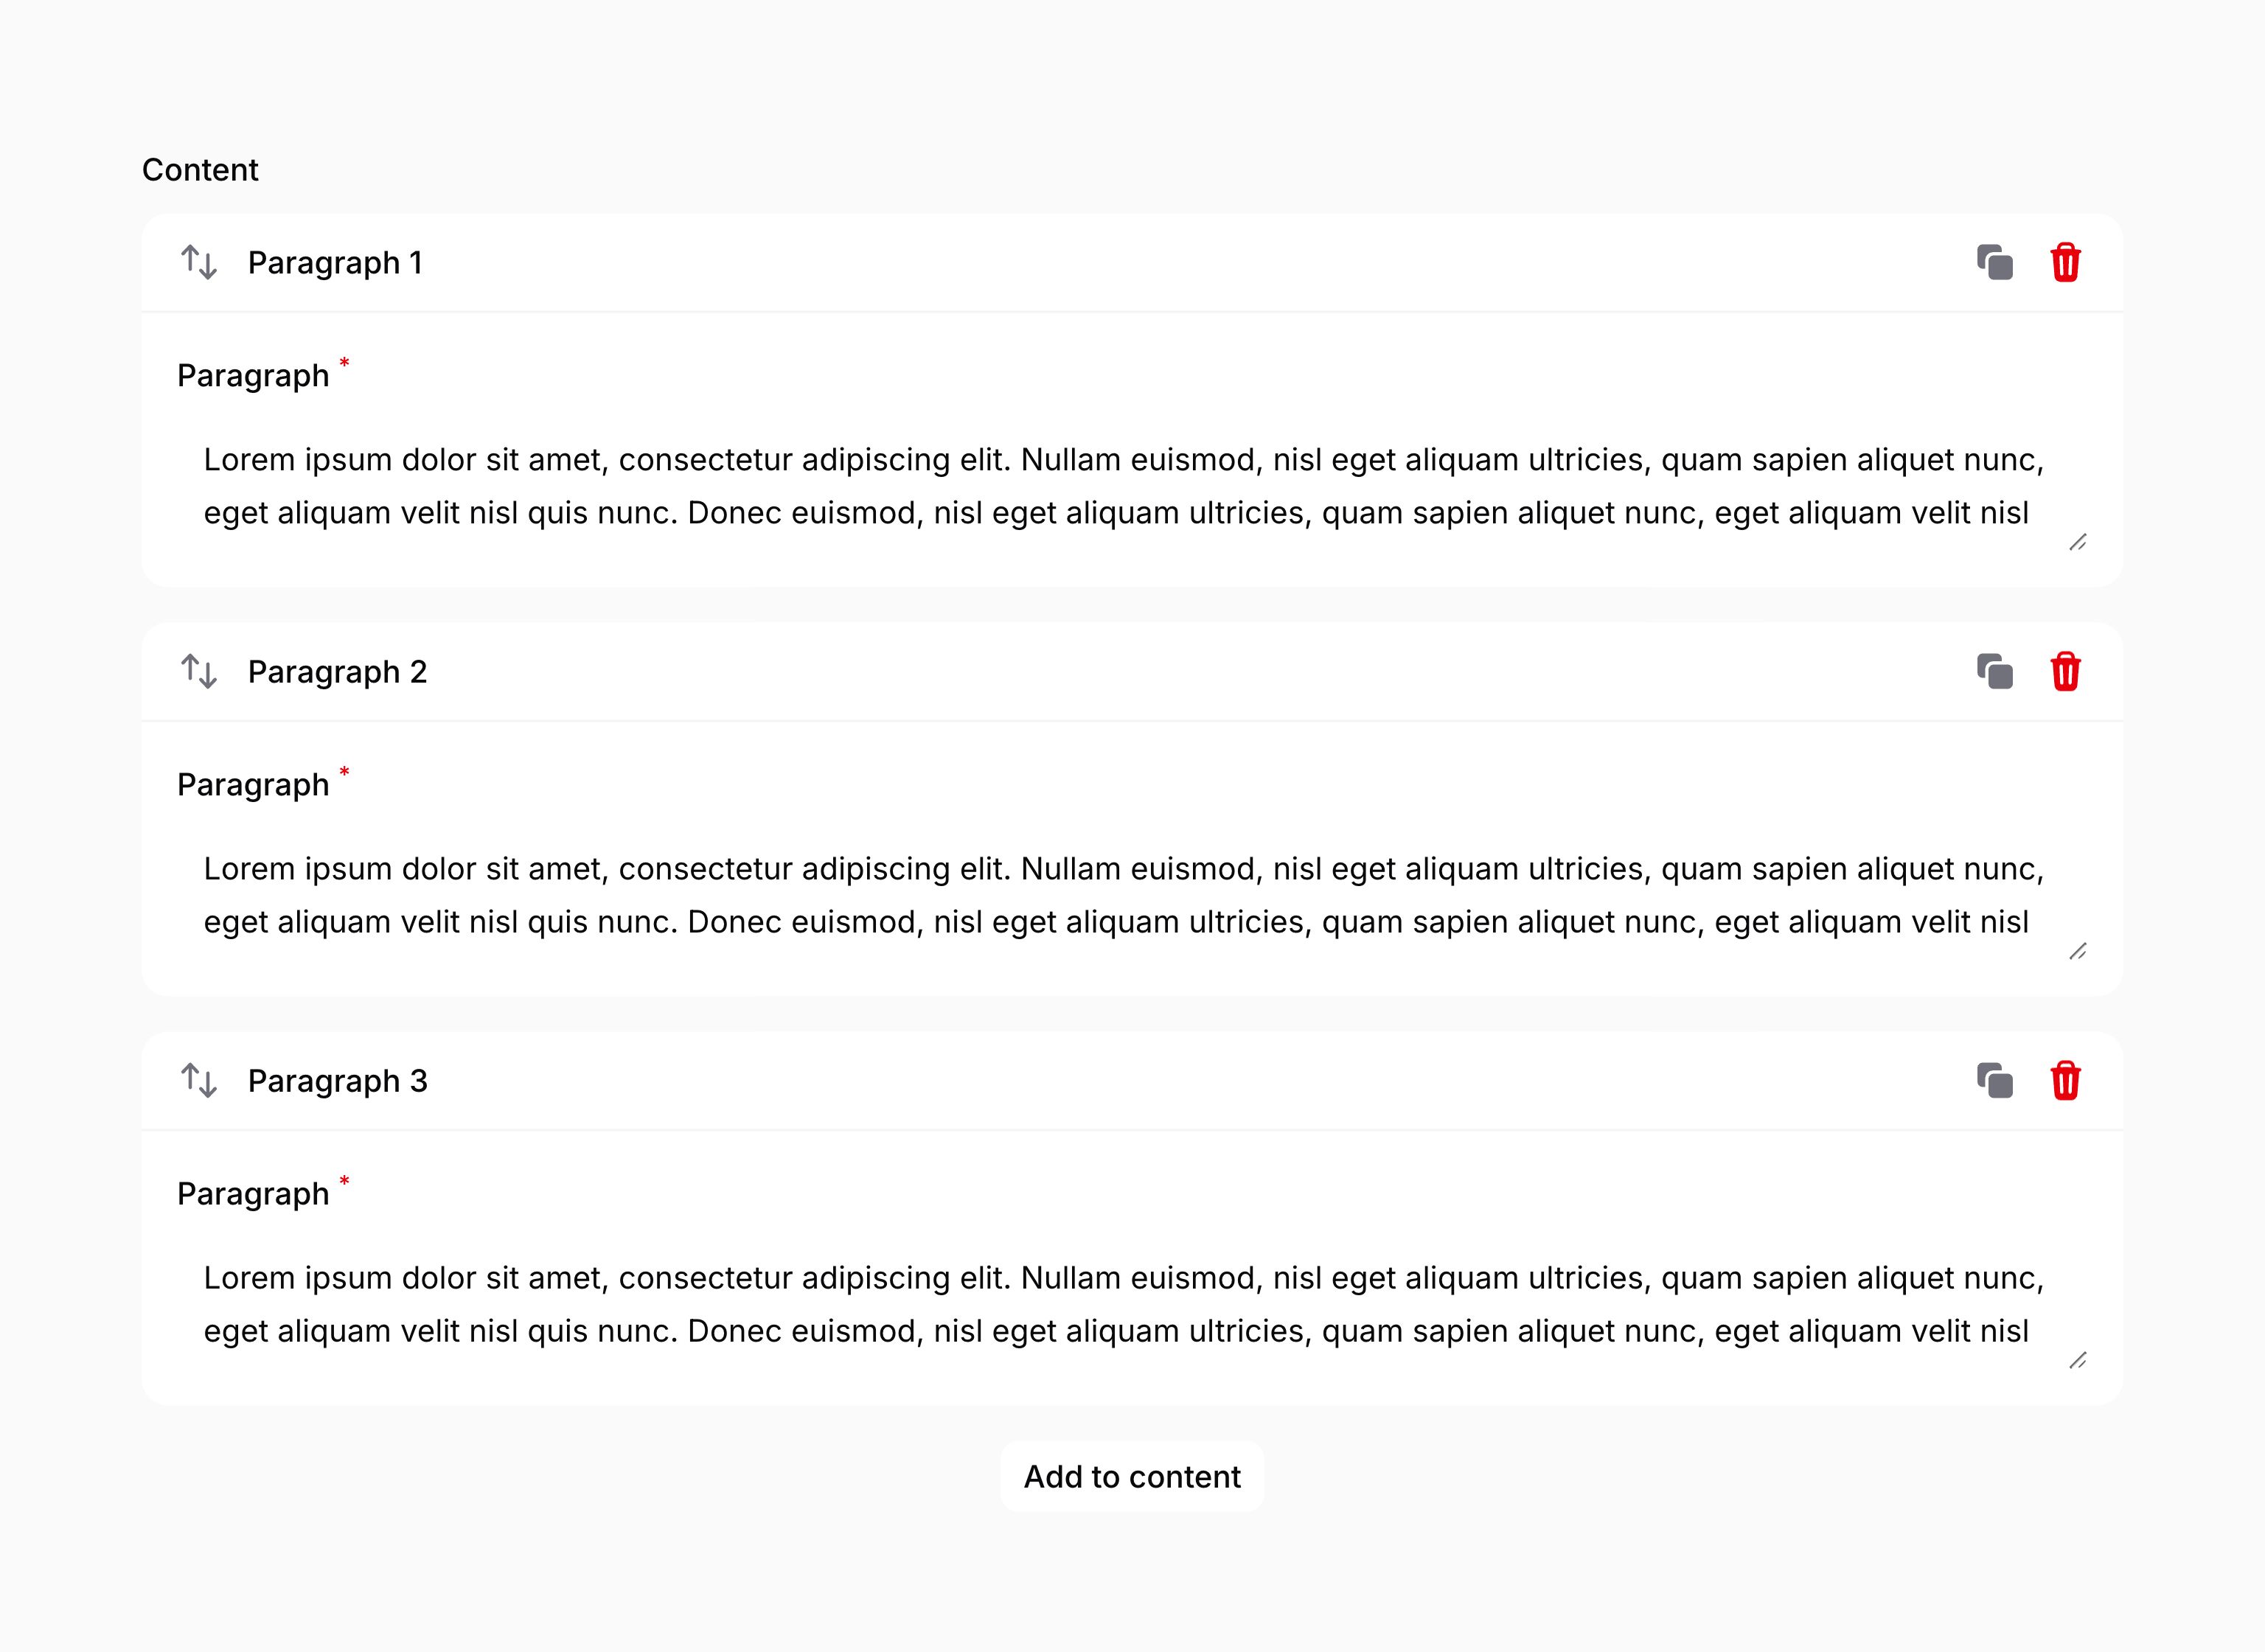 Content
Paragraph 1
Paragraph *
Lorem ipsum dolor sit amet, consectetur adipiscing elit. Nullam euismod, nisl eget aliquam ultricies, quam sapien aliquet nunc,
eget aliquam velit nisl quis nunc. Donec euismod, nisl eget aliquam ultricies, quam sapien aliquet nunc, eget aliquam velit nisl
Paragraph 2
Paragraph *
Lorem ipsum dolor sit amet, consectetur adipiscing elit. Nullam euismod, nisl eget aliquam ultricies, quam sapien aliquet nunc,
eget aliquam velit nisl quis nunc. Donec euismod, nisl eget aliquam ultricies, quam sapien aliquet nunc, eget aliquam velit nisl
Paragraph 3
Paragraph *
Lorem ipsum dolor sit amet, consectetur adipiscing elit. Nullam euismod, nisl eget aliquam ultricies, quam sapien aliquet nunc,
eget aliquam velit nisl quis nunc. Donec euismod, nisl eget aliquam ultricies, quam sapien aliquet nunc, eget aliquam velit nisl
Add to content